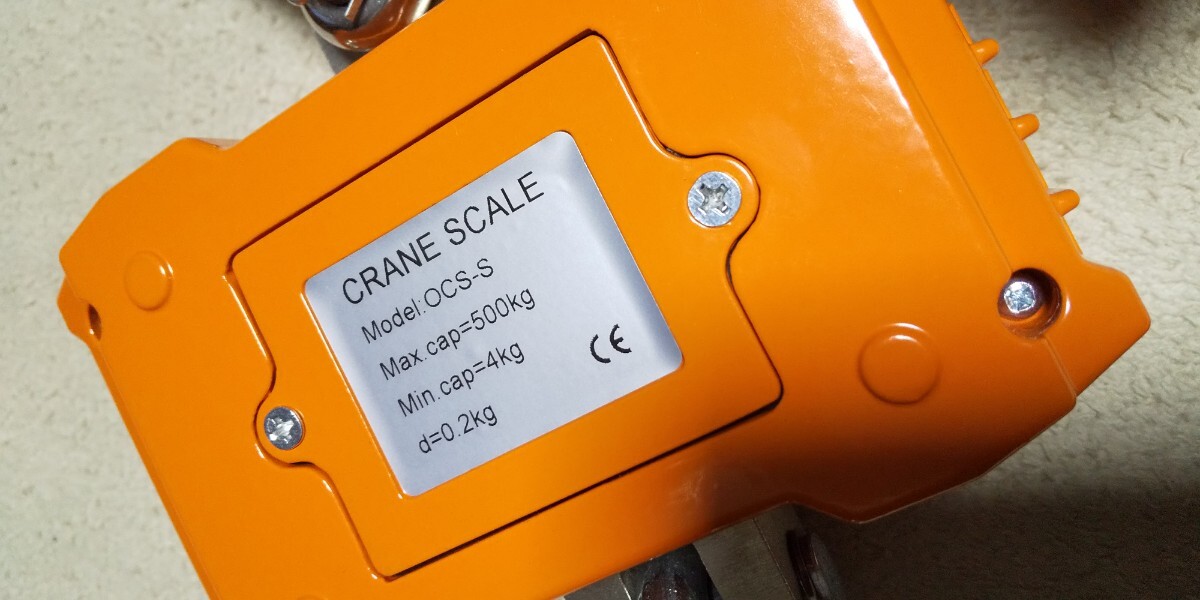 CRANE SCALE
Model:OCS-S
Max.cap=500kg
Min.cap=4kg
d=0.2kg
CE